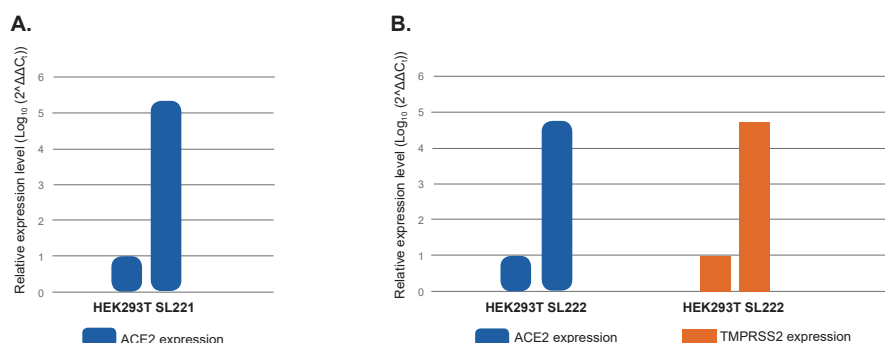 A.
Relative expression level (Log₁₀ (2^ΔΔCₜ))
6
5
4
3
2
1
0
HEK293T SL221
ACE2 expression
B.
Relative expression level (Log₁₀ (2^ΔΔCₜ))
6
5
4
3
2
1
0
HEK293T SL222
HEK293T SL222
ACE2 expression
TMPRSS2 expression